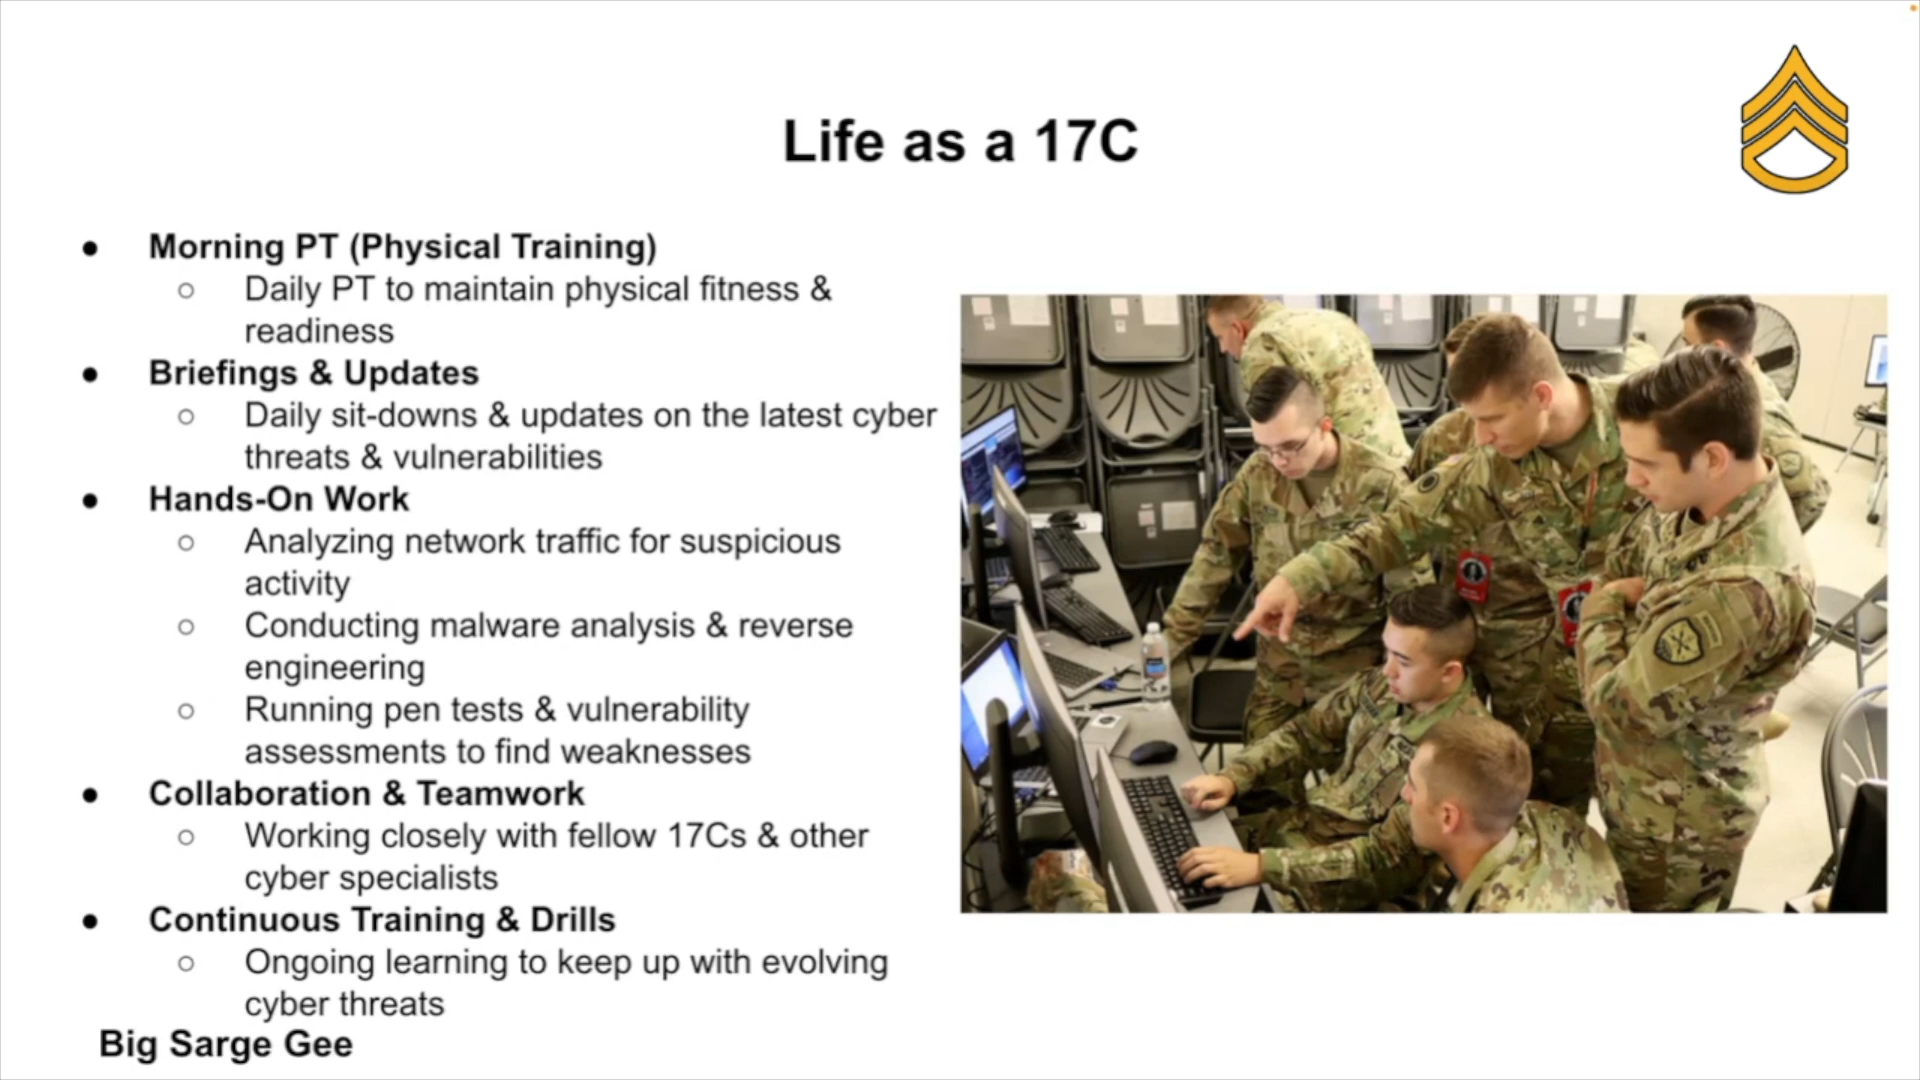 Life as a 17C
● Morning PT (Physical Training)
○ Daily PT to maintain physical fitness &
readiness
● Briefings & Updates
○ Daily sit-downs & updates on the latest cyber
threats & vulnerabilities
● Hands-On Work
○ Analyzing network traffic for suspicious
activity
○ Conducting malware analysis & reverse
engineering
○ Running pen tests & vulnerability
assessments to find weaknesses
● Collaboration & Teamwork
○ Working closely with fellow 17Cs & other
cyber specialists
● Continuous Training & Drills
○ Ongoing learning to keep up with evolving
cyber threats
Big Sarge Gee